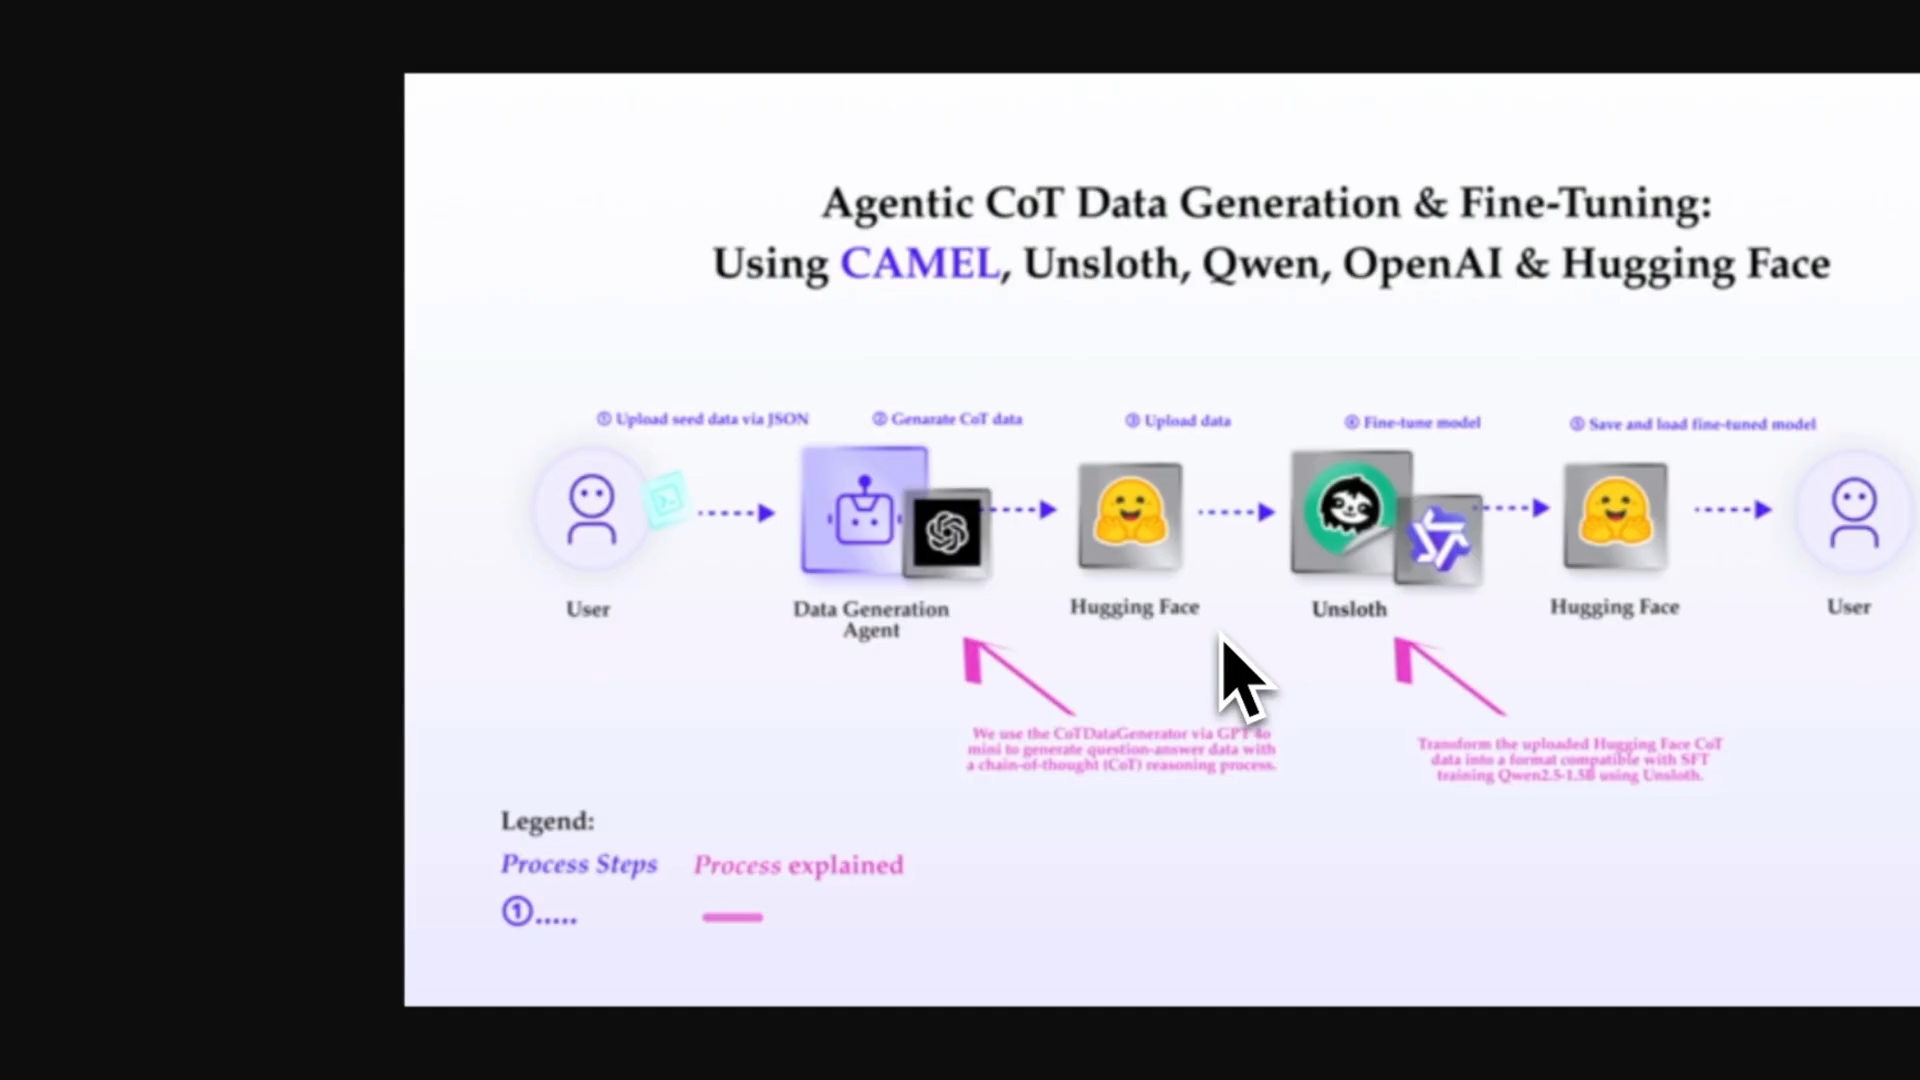 Agentic CoT Data Generation & Fine-Tuning:
Using CAMEL, Unsloth, Qwen, OpenAI & Hugging Face
① Upload seed data via JSON
② Genarate CoT data
③ Upload data
④ Fine-tune model
⑤ Save and load fine-tuned model
User
Data Generation
Agent
Hugging Face
Unsloth
Hugging Face
User
We use the CoTDataGenerator via GPT 4o
mini to generate question-answer data with
a chain-of-thought (CoT) reasoning process.
Transform the uploaded Hugging Face CoT
data into a format compatible with SFT
training Qwen2.5-1.5B using Unsloth.
Legend:
Process Steps
Process explained
①.....